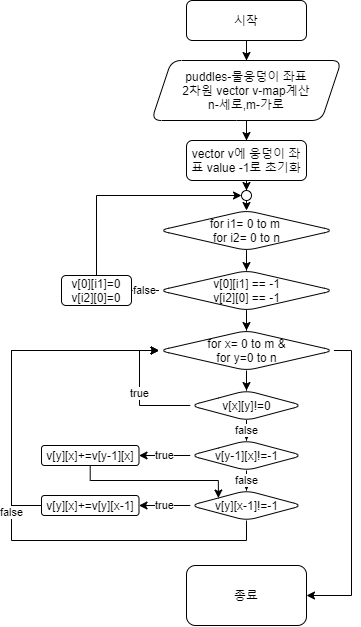 시작
puddles-물웅덩이 좌표
2차원 vector v-map계산
n-세로,m-가로
vector v에 웅덩이 좌
표 value -1로 초기화
for i1= 0 to m
for i2= 0 to n
v[0][i1]=0
v[i2][0]=0
false
v[0][i1] == -1
v[i2][0] == -1
for x= 0 to m &
for y=0 to n
true
v[x][y]!=0
false
v[y][x]+=v[y-1][x]
true
v[y-1][x]!=-1
false
v[y][x]+=v[y][x-1]
true
v[y][x-1]!=-1
false
종료